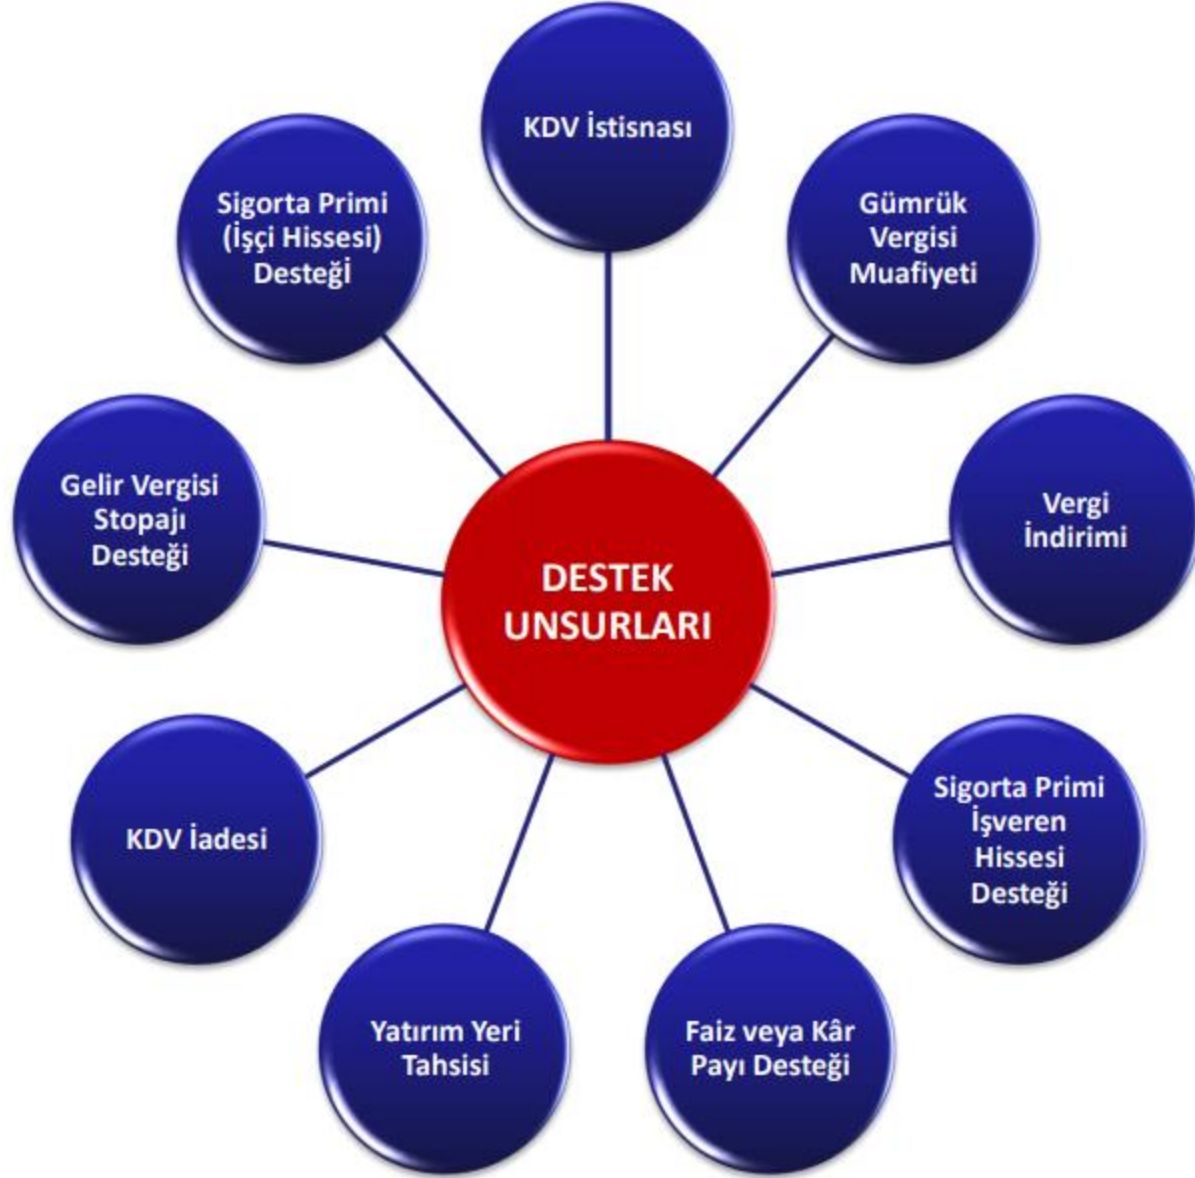 KDV İstisnası
Gümrük
Vergisi
Muafiyeti
Vergi
İndirimi
Sigorta Primi
İşveren
Hissesi
Desteği
Faiz veya Kâr
Payı Desteği
Yatırım Yeri
Tahsisi
KDV İadesi
Gelir Vergisi
Stopajı
Desteği
Sigorta Primi
(İşçi Hissesi)
Desteğİ
DESTEK
UNSURLARI